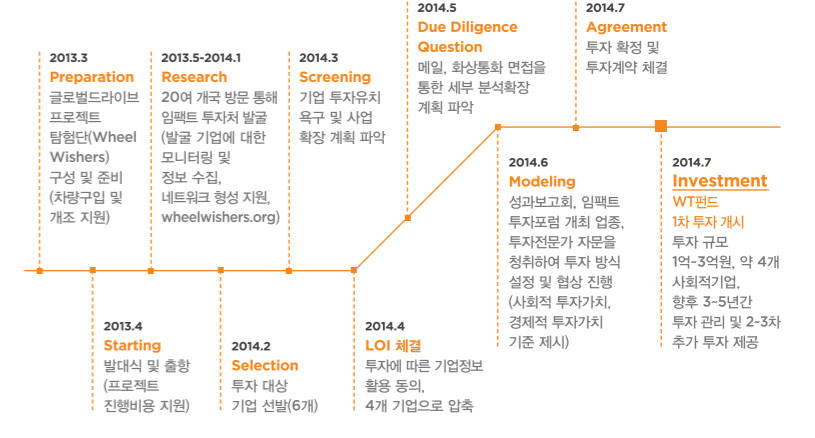 2013.3
Preparation
글로벌드라이브
프로젝트
탐험단(Wheel
Wishers)
구성 및 준비
(차량구입 및
개조 지원)
2013.4
Starting
발대식 및 출항
(프로젝트
진행비용 지원)
2013.5-2014.1
Research
20여 개국 방문 통해
임팩트 투자처 발굴
(발굴 기업에 대한
모니터링 및
정보 수집,
네트워크 형성 지원,
wheelwishers.org)
2014.2
Selection
투자 대상
기업 선발(6개)
2014.3
Screening
기업 투자유치
욕구 및 사업
확장 계획 파악
2014.4
LOI 체결
투자에 따른 기업정보
활용 동의,
4개 기업으로 압축
2014.5
Due Diligence
Question
메일, 화상통화 면접을
통한 세부 분석확장
계획 파악
2014.6
Modeling
성과보고회, 임팩트
투자포럼 개최 업종,
투자전문가 자문을
청취하여 투자 방식
설정 및 협상 진행
(사회적 투자가치,
경제적 투자가치
기준 제시)
2014.7
Agreement
투자 확정 및
투자계약 체결
2014.7
Investment
WT펀드
1차 투자 개시
투자 규모
1억~3억원, 약 4개
사회적기업,
향후 3~5년간
투자 관리 및 2~3차
추가 투자 제공